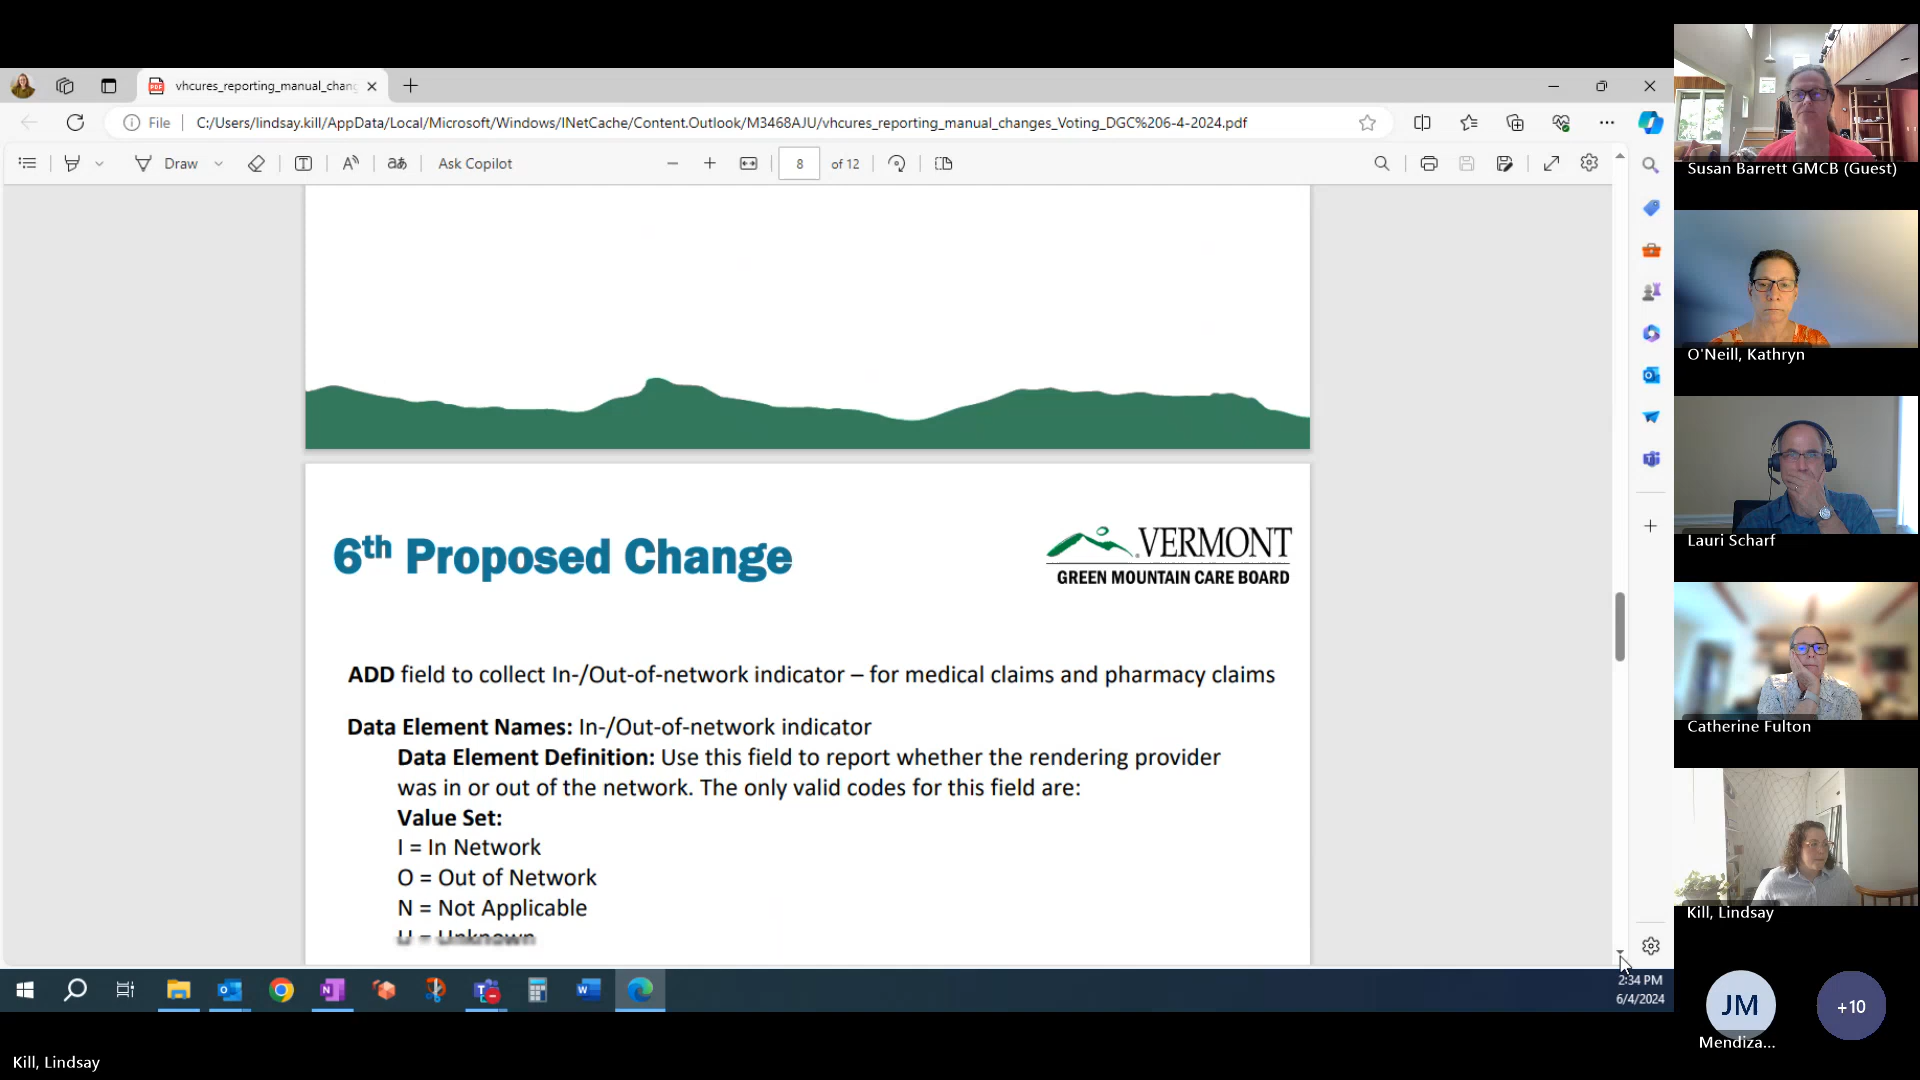 vhcures_reporting_manual_chang
File
C:/Users/lindsay.kill/AppData/Local/Microsoft/Windows/INetCache/Content.Outlook/M3468AJU/vhcures_reporting_manual_changes_Voting_DGC%206-4-2024.pdf
Draw
Ask Copilot
8 of 12
6th Proposed Change
VERMONT
GREEN MOUNTAIN CARE BOARD
ADD field to collect In-/Out-of-network indicator – for medical claims and pharmacy claims
Data Element Names: In-/Out-of-network indicator
Data Element Definition: Use this field to report whether the rendering provider
was in or out of the network. The only valid codes for this field are:
Value Set:
I = In Network
O = Out of Network
N = Not Applicable
U = Unknown
2:34 PM
6/4/2024
Susan Barrett GMCB (Guest)
O'Neill, Kathryn
Lauri Scharf
Catherine Fulton
Kill, Lindsay
JM
+10
Mendiza...
Kill, Lindsay